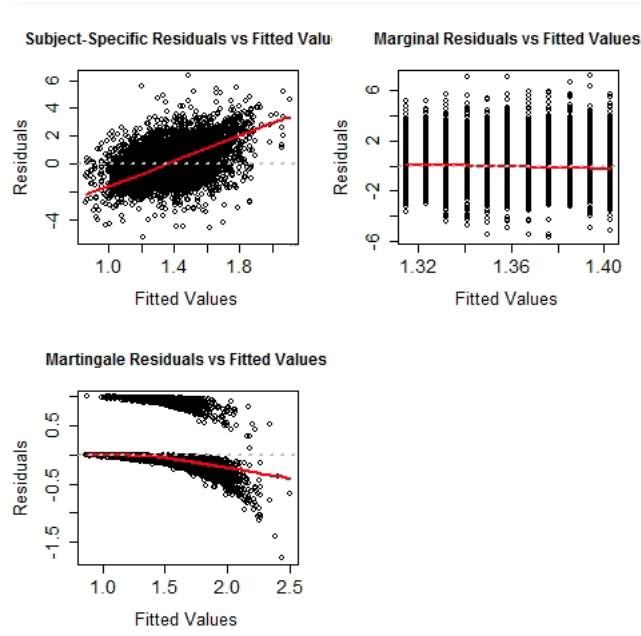 Subject-Specific Residuals vs Fitted Valu
Residuals
6
4
2
0
-4
1.0 1.4 1.8
Fitted Values
Marginal Residuals vs Fitted Values
Residuals
6
2
-2
-6
1.32 1.36 1.40
Fitted Values
Martingale Residuals vs Fitted Values
Residuals
0.5
-0.5
-1.5
1.0 1.5 2.0 2.5
Fitted Values